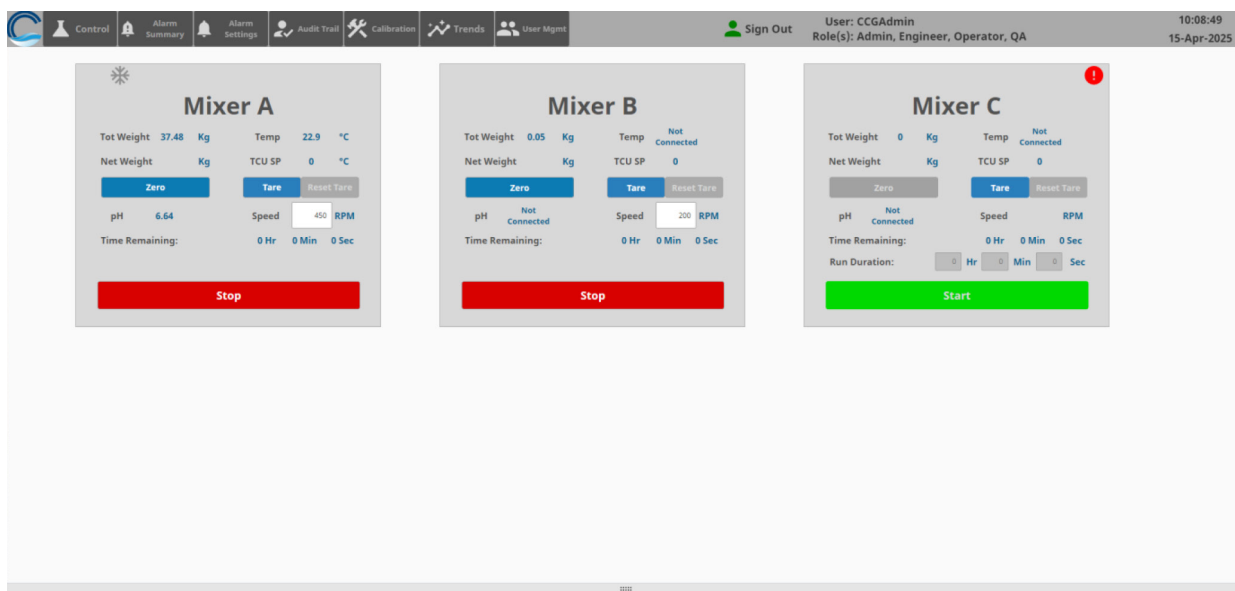 Control
Alarm
Summary
Alarm
Settings
Audit Trail
Calibration
Trends
User Mgmt
Sign Out
User: CCGAdmin
Role(s): Admin, Engineer, Operator, QA
10:08:49
15-Apr-2025
Mixer A
Tot Weight 37.48 Kg Temp 22.9 °C
Net Weight Kg TCU SP 0 °C
Zero Tare Reset Tare
pH 6.64 Speed 450 RPM
Time Remaining: 0 Hr 0 Min 0 Sec
Stop
Mixer B
Tot Weight 0.05 Kg Temp Not Connected
Net Weight Kg TCU SP 0
Zero Tare Reset Tare
pH Not Connected Speed 200 RPM
Time Remaining: 0 Hr 0 Min 0 Sec
Stop
Mixer C
Tot Weight 0 Kg Temp Not Connected
Net Weight Kg TCU SP 0
Zero Tare Reset Tare
pH Not Connected Speed RPM
Time Remaining: 0 Hr 0 Min 0 Sec
Run Duration: 0 Hr 0 Min 0 Sec
Start